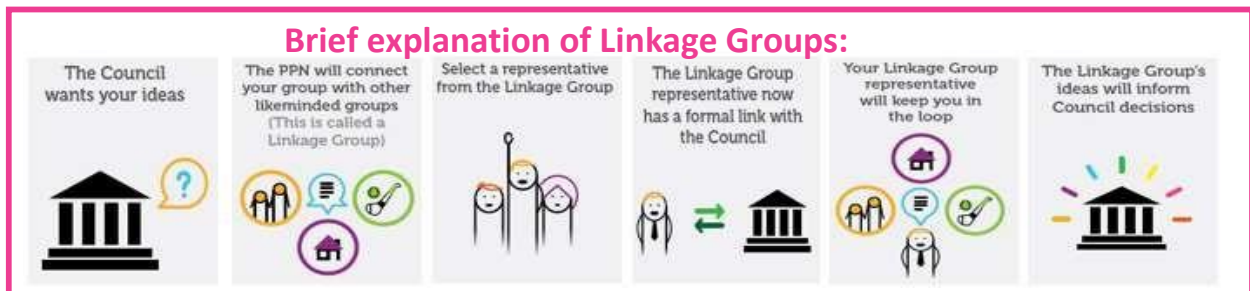 Brief explanation of Linkage Groups:
The Council
wants your ideas
?
The PPN will connect
your group with other
likeminded groups
(This is called a
Linkage Group)
Select a representative
from the Linkage Group
The Linkage Group
representative now
has a formal link with
the Council
Your Linkage Group
representative
will keep you in
the loop
The Linkage Group's
ideas will inform
Council decisions